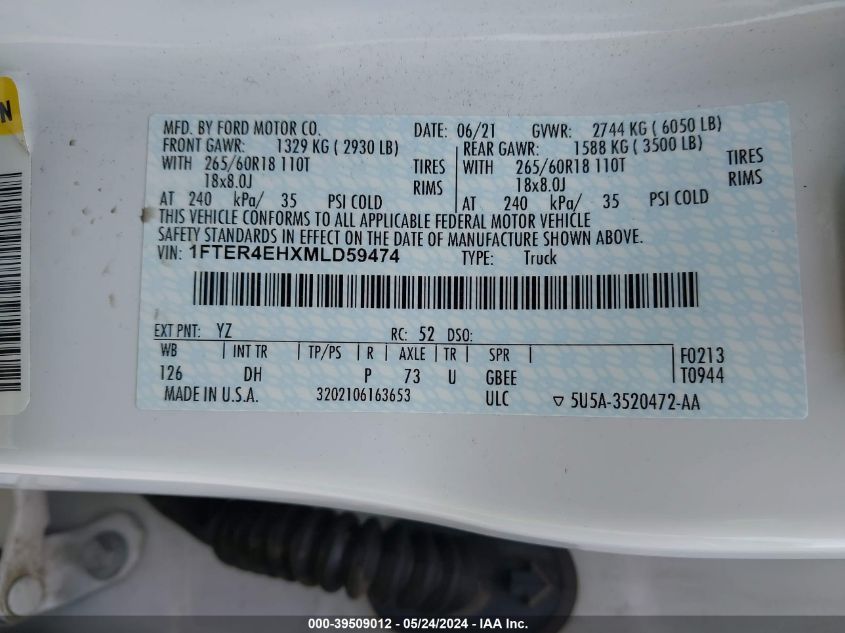 N
MFD. BY FORD MOTOR CO. DATE: 06/21 GVWR: 2744 KG ( 6050 LB)
FRONT GAWR: 1329 KG ( 2930 LB) REAR GAWR: 1588 KG ( 3500 LB)
WITH 265/60R18 110T TIRES WITH 265/60R18 110T TIRES
18x8.0J RIMS 18x8.0J RIMS
AT 240 kPa/ 35 PSI COLD AT 240 kPa/ 35 PSI COLD
THIS VEHICLE CONFORMS TO ALL APPLICABLE FEDERAL MOTOR VEHICLE
SAFETY STANDARDS IN EFFECT ON THE DATE OF MANUFACTURE SHOWN ABOVE.
VIN: 1FTER4EHXMLD59474 TYPE: Truck
EXT PNT: YZ RC: 52 DSO:
WB INT TR TP/PS R AXLE TR SPR F0213
126 DH P 73 U GBEE T0944
MADE IN U.S.A. 3202106163653 ULC ▽ 5U5A-3520472-AA
000-39509012 - 05/24/2024 - IAA Inc.